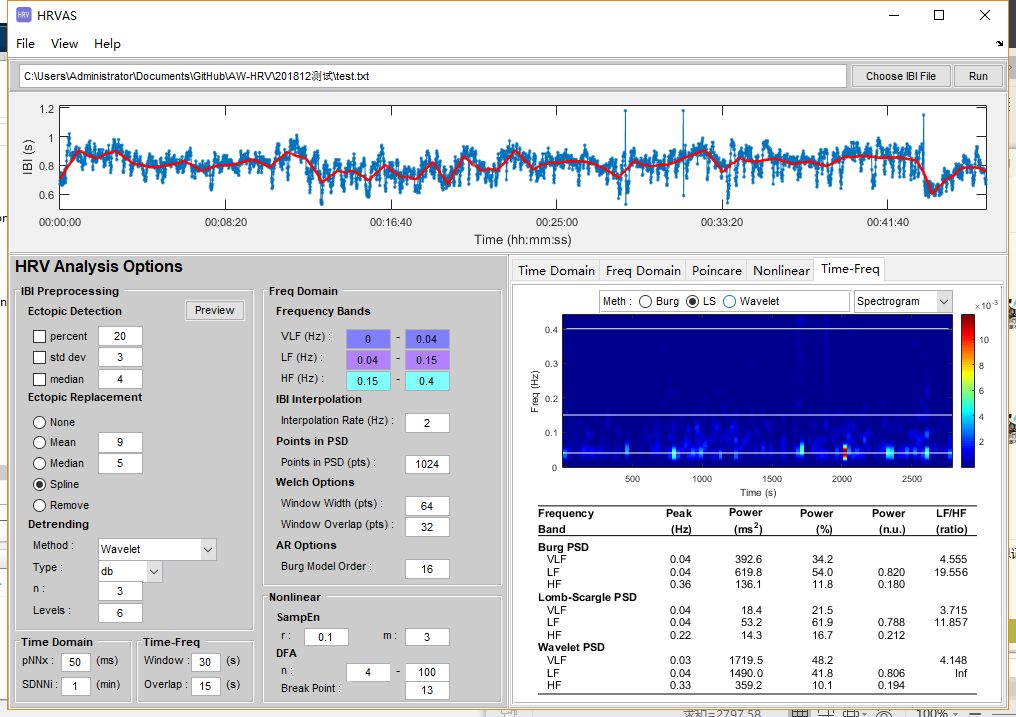 HRV HRVAS
File View Help
C:\Users\Administrator\Documents\GitHub\AW-HRV\201812测试\test.txt Choose IBI File Run
IBI (s)
1.2
1
0.8
0.6
00:00:00 00:08:20 00:16:40 00:25:00 00:33:20 00:41:40
Time (hh:mm:ss)
HRV Analysis Options
IBI Preprocessing
Ectopic Detection Preview
percent 20
std dev 3
median 4
Ectopic Replacement
None
Mean 9
Median 5
Spline
Remove
Detrending
Method : Wavelet
Type : db
n : 3
Levels : 6
Time Domain
pNNx : 50 (ms)
SDNNi : 1 (min)
Time-Freq
Window : 30 (s)
Overlap : 15 (s)
Freq Domain
Frequency Bands
VLF (Hz) : 0 - 0.04
LF (Hz) : 0.04 - 0.15
HF (Hz) : 0.15 - 0.4
IBI Interpolation
Interpolation Rate (Hz) : 2
Points in PSD
Points in PSD (pts) : 1024
Welch Options
Window Width (pts) : 64
Window Overlap (pts) : 32
AR Options
Burg Model Order : 16
Nonlinear
SampEn
r : 0.1 m : 3
DFA
n : 4 - 100
Break Point : 13
Time Domain Freq Domain Poincare Nonlinear Time-Freq
Meth : Burg LS Wavelet Spectrogram
×10⁻³
Freq (Hz)
0.4
0.3
0.2
0.1
0
500 1000 1500 2000 2500
Time (s)
10
8
6
4
2
Frequency Peak Power Power Power LF/HF
Band (Hz) (ms²) (%) (n.u.) (ratio)
Burg PSD
VLF 0.04 392.6 34.2 4.555
LF 0.04 619.8 54.0 0.820 19.556
HF 0.36 136.1 11.8 0.180
Lomb-Scargle PSD
VLF 0.04 18.4 21.5 3.715
LF 0.04 53.2 61.9 0.788 11.857
HF 0.22 14.3 16.7 0.212
Wavelet PSD
VLF 0.03 1719.5 48.2 4.148
LF 0.04 1490.0 41.8 0.806 Inf
HF 0.33 359.2 10.1 0.194
求和=2797.58 100%